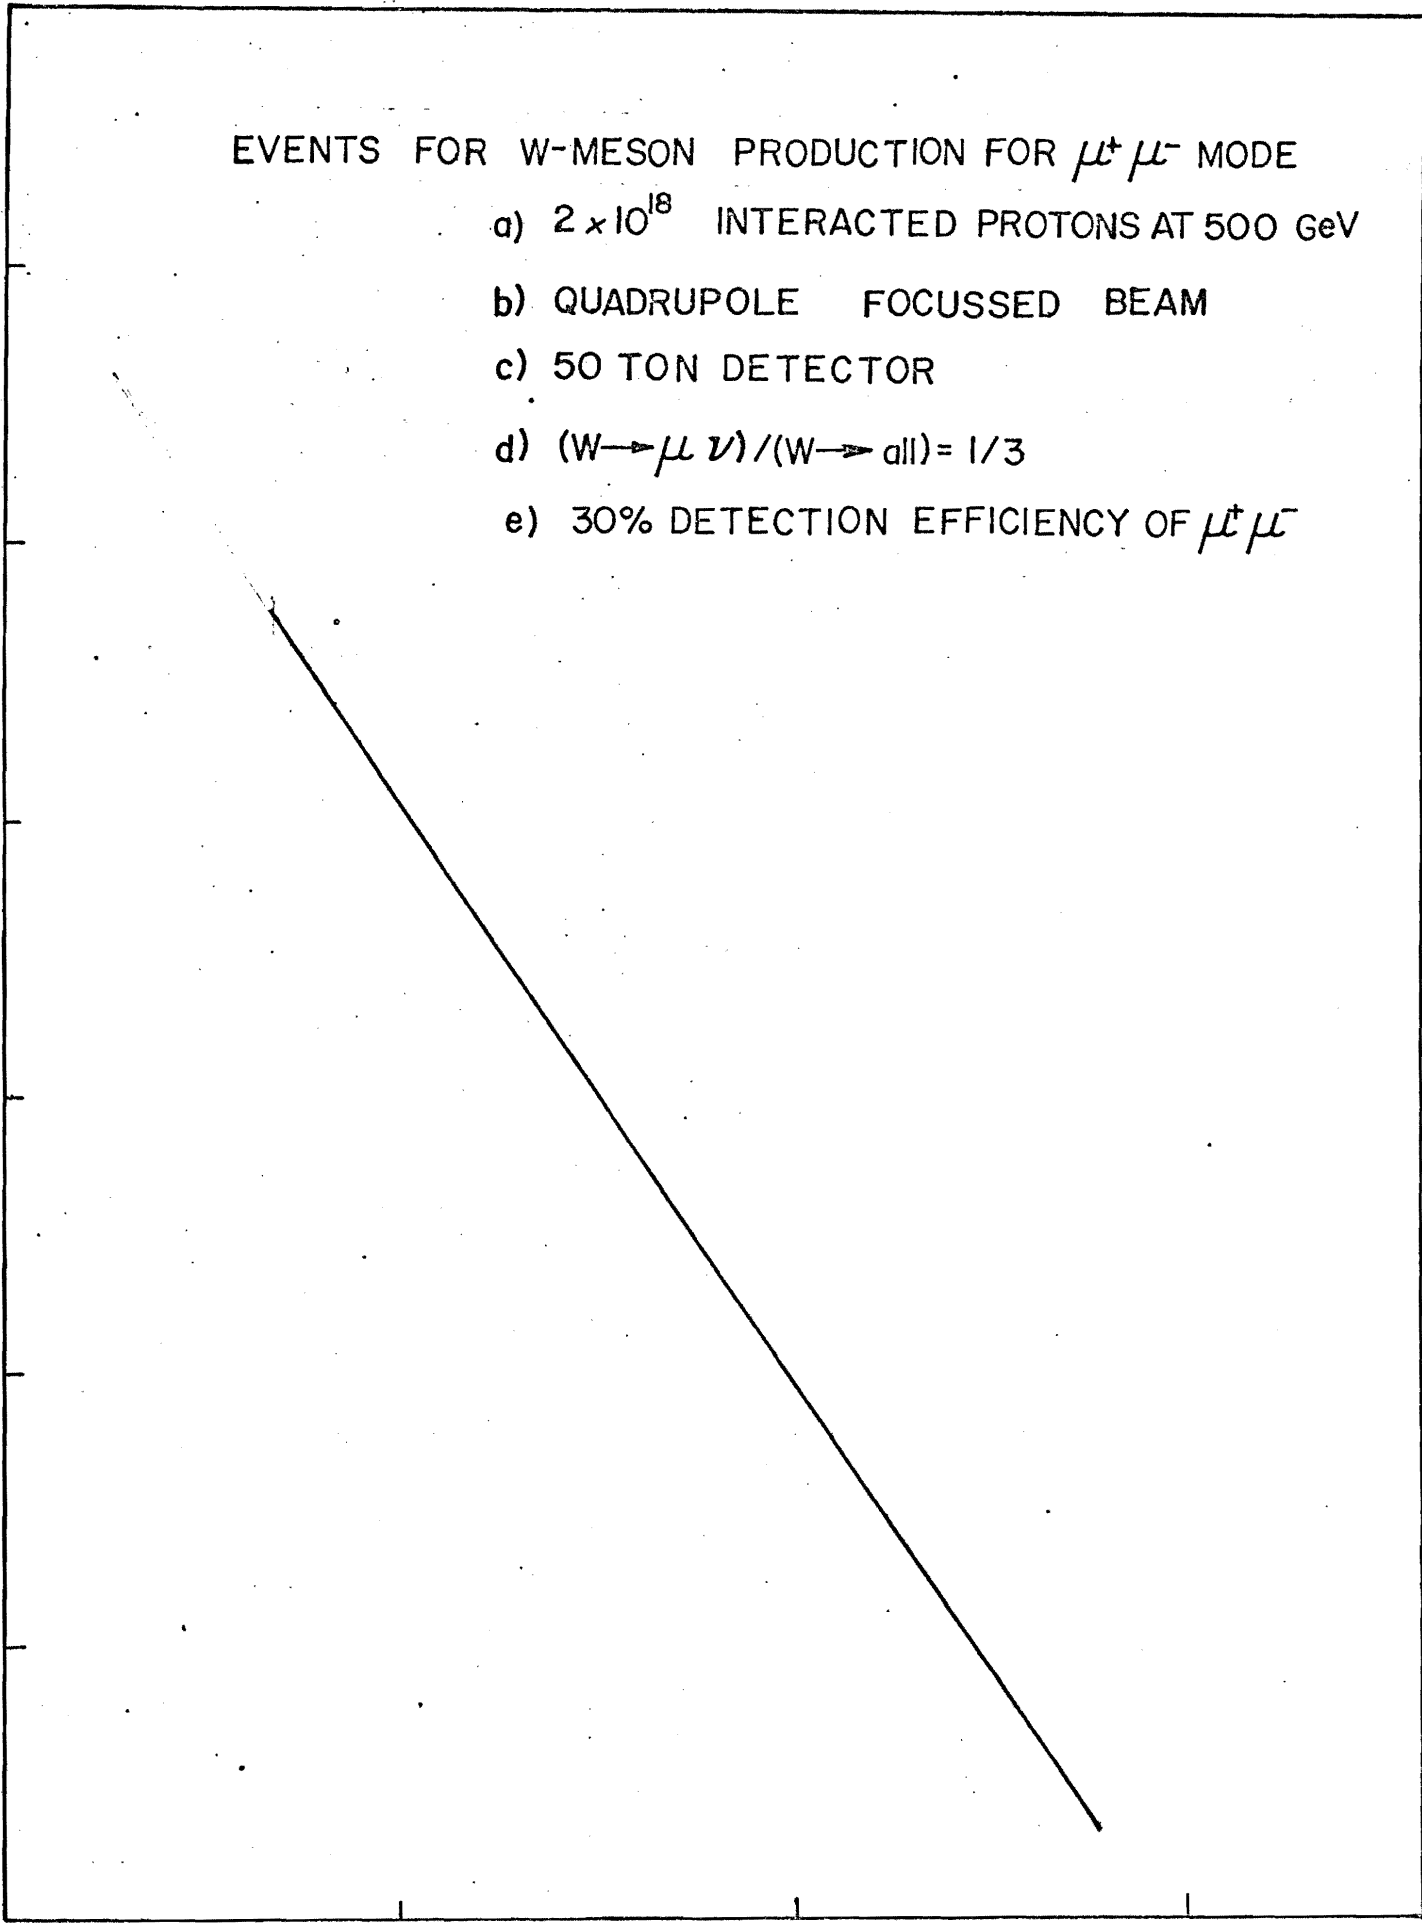 EVENTS FOR W-MESON PRODUCTION FOR μ⁺ μ⁻ MODE
a) 2 × 10¹⁸ INTERACTED PROTONS AT 500 GeV
b) QUADRUPOLE FOCUSSED BEAM
c) 50 TON DETECTOR
d) (W→μ ν)/(W→ all) = 1/3
e) 30% DETECTION EFFICIENCY OF μ⁺ μ⁻